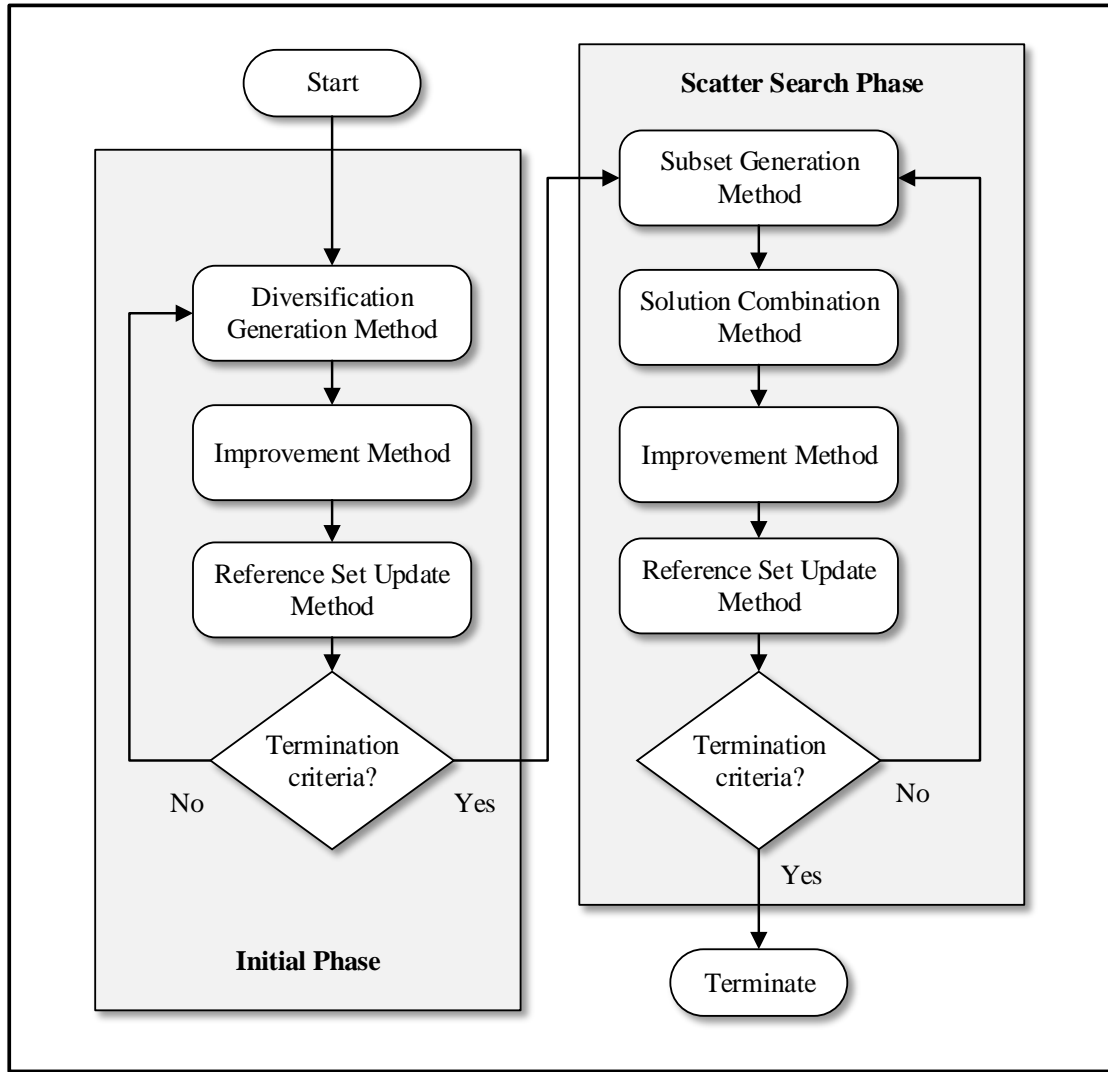 Start
Diversification
Generation Method
Improvement Method
Reference Set Update
Method
Termination
criteria?
No
Yes
Initial Phase
Scatter Search Phase
Subset Generation
Method
Solution Combination
Method
Improvement Method
Reference Set Update
Method
Termination
criteria?
No
Yes
Terminate